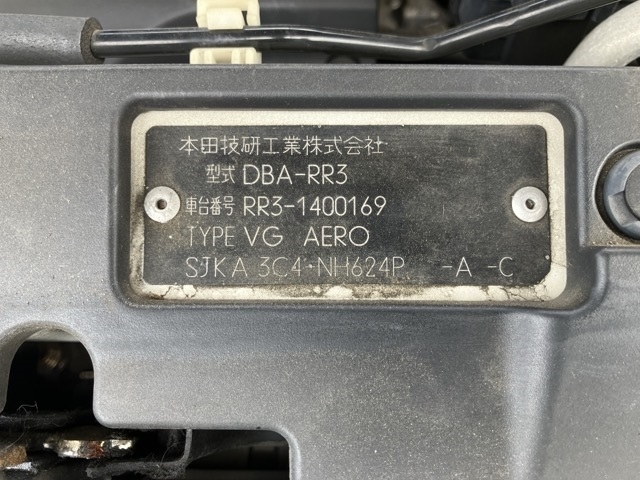 本田技研工業株式会社
型式 DBA-RR3
車台番号 RR3-1400169
TYPE VG AERO
SJKA 3C4·NH624P -A -C